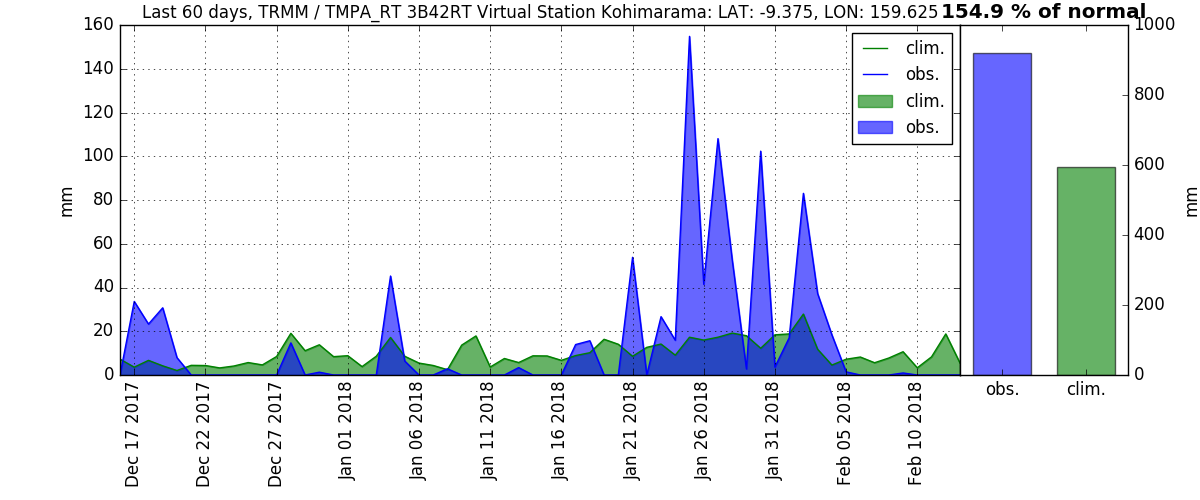 Last 60 days, TRMM / TMPA_RT 3B42RT Virtual Station Kohimarama: LAT: -9.375, LON: 159.625
154.9 % of normal
160
140
120
100
80
60
40
20
0
mm
clim.
obs.
clim.
obs.
Dec 17 2017
Dec 22 2017
Dec 27 2017
Jan 01 2018
Jan 06 2018
Jan 11 2018
Jan 16 2018
Jan 21 2018
Jan 26 2018
Jan 31 2018
Feb 05 2018
Feb 10 2018
1000
800
600
400
200
0
mm
obs.
clim.